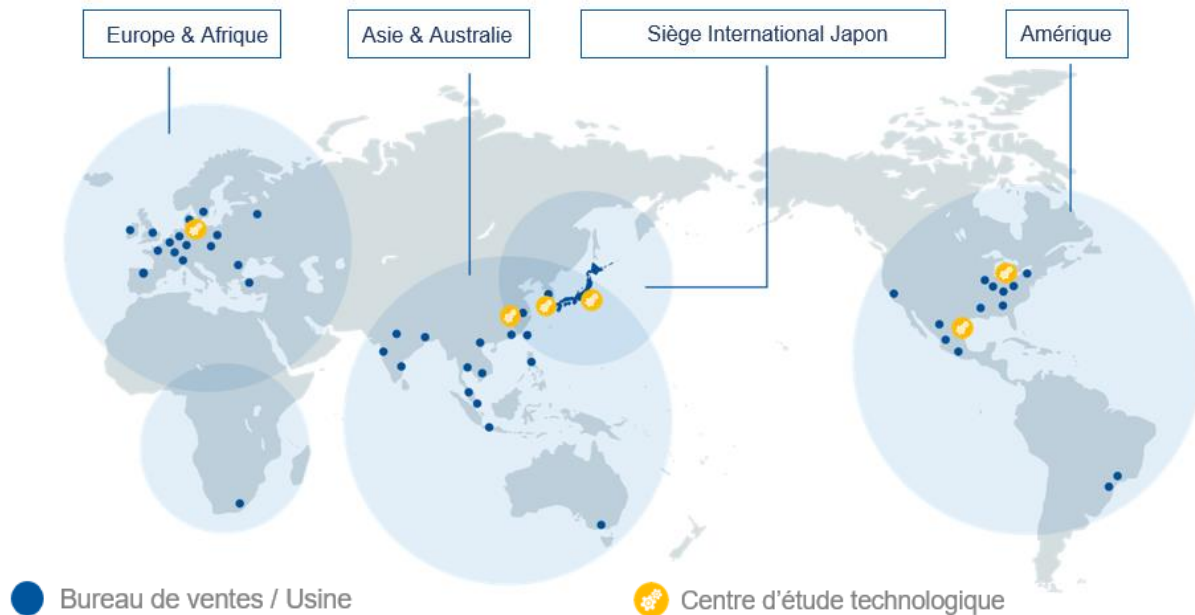 Europe & Afrique
Asie & Australie
Siège International Japon
Amérique
Bureau de ventes / Usine
Centre d'étude technologique